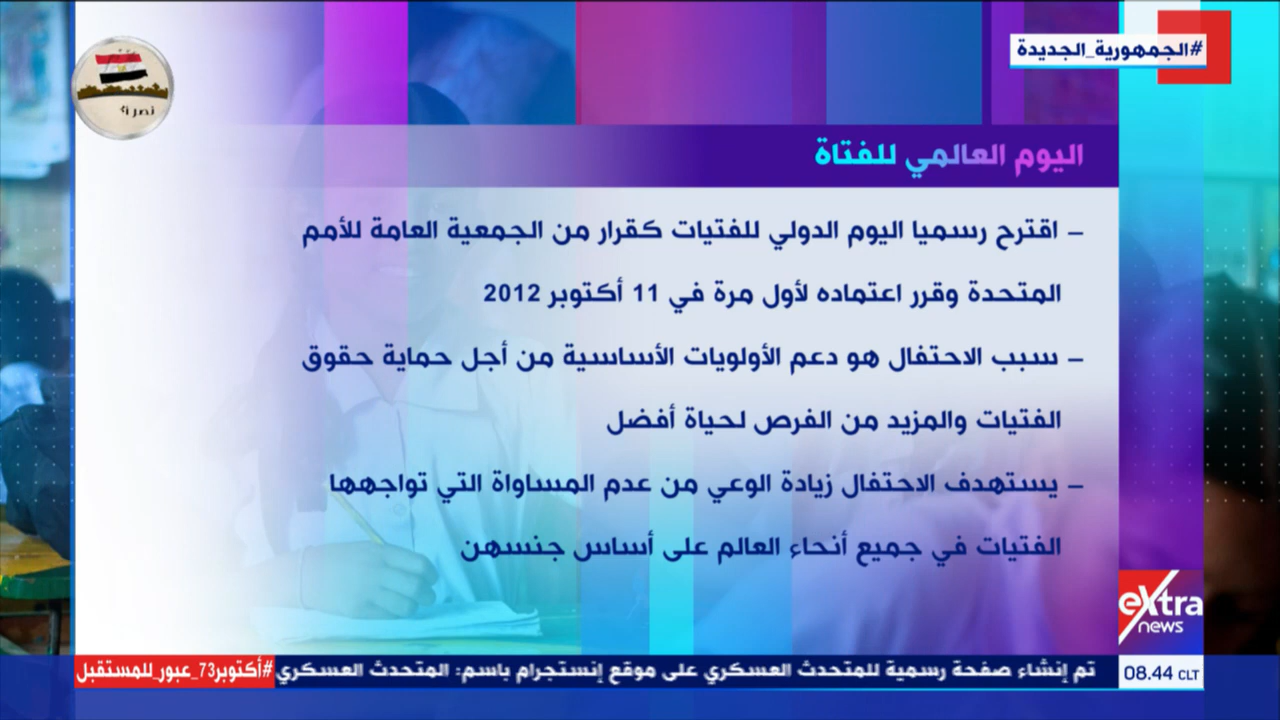 #الجمهورية_الجديدة
اليوم العالمي للفتاة
– اقترح رسميا اليوم الدولي للفتيات كقرار من الجمعية العامة للأمم
المتحدة وقرر اعتماده لأول مرة في 11 أكتوبر 2012
– سبب الاحتفال هو دعم الأولويات الأساسية من أجل حماية حقوق
الفتيات والمزيد من الفرص لحياة أفضل
– يستهدف الاحتفال زيادة الوعي من عدم المساواة التي تواجهها
الفتيات في جميع أنحاء العالم على أساس جنسهن
eXtra
news
08.44 CLT
تم إنشاء صفحة رسمية للمتحدث العسكري على موقع إنستجرام باسم: المتحدث العسكري
#أكتوبر73_عبور_للمستقبل